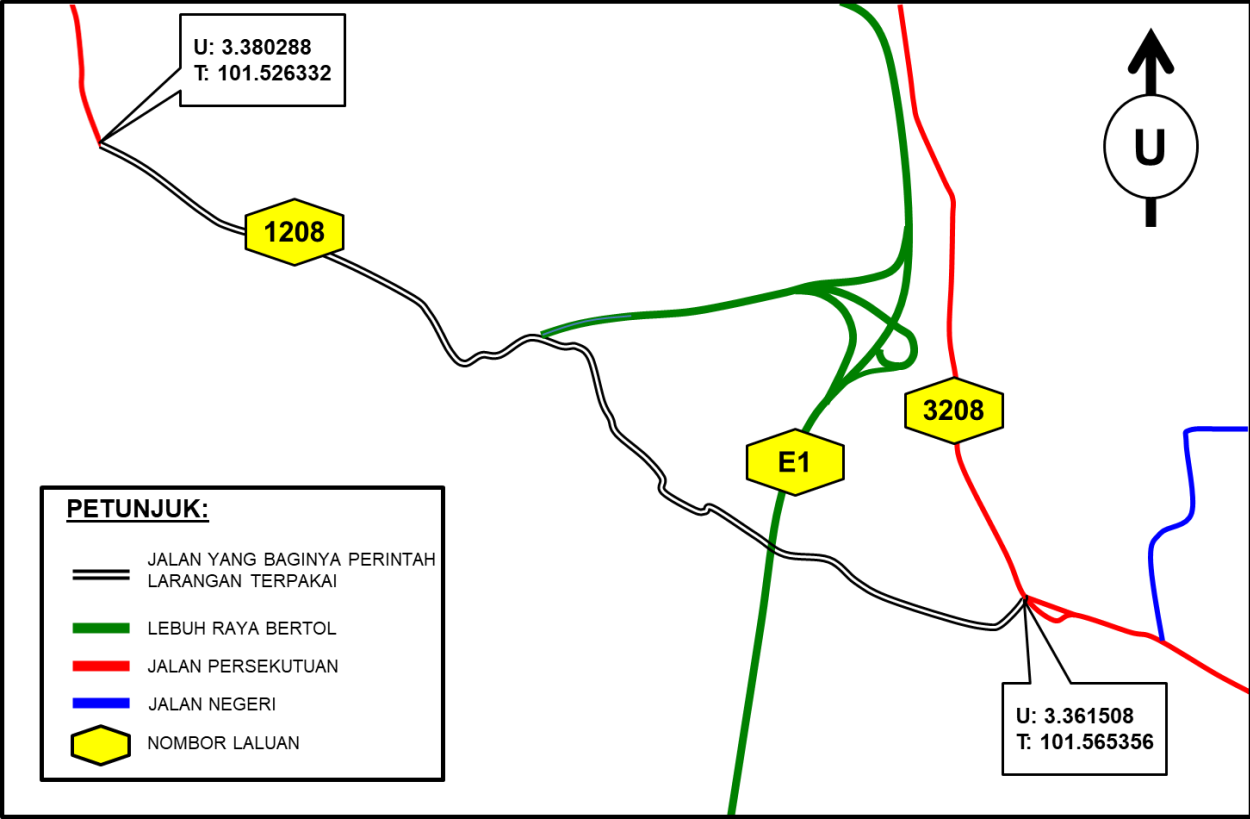 U: 3.380288
T: 101.526332
U
1208
3208
E1
PETUNJUK:
JALAN YANG BAGINYA PERINTAH
LARANGAN TERPAKAI
LEBUH RAYA BERTOL
JALAN PERSEKUTUAN
JALAN NEGERI
NOMBOR LALUAN
U: 3.361508
T: 101.565356